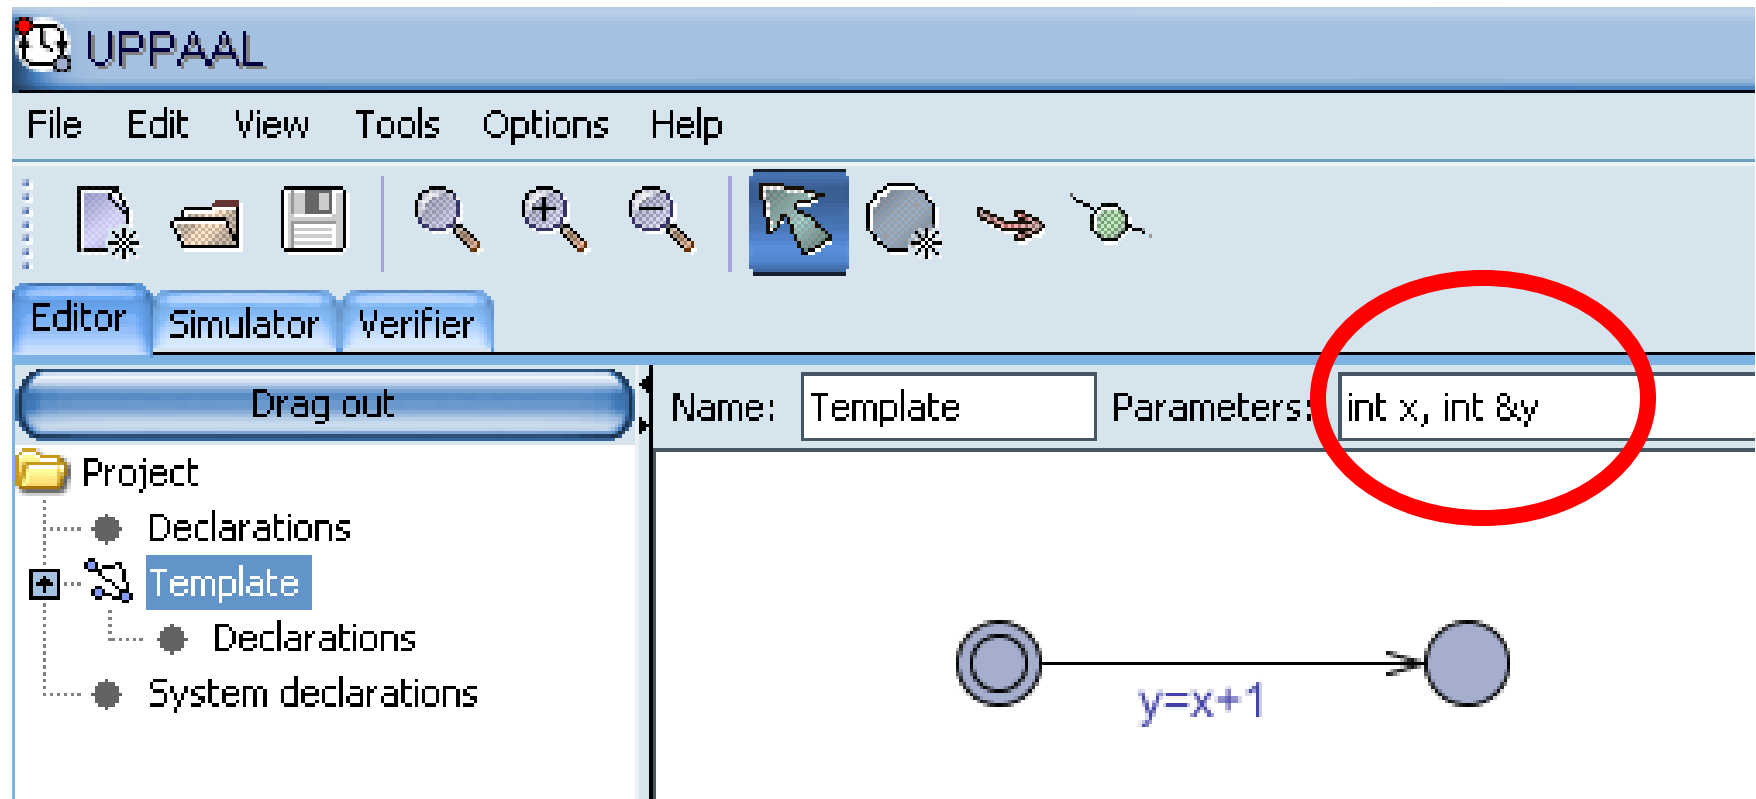 UPPAAL
File Edit View Tools Options Help
Editor Simulator Verifier
Drag out
Name: Template Parameters: int x, int &y
Project
Declarations
Template
Declarations
System declarations
y=x+1